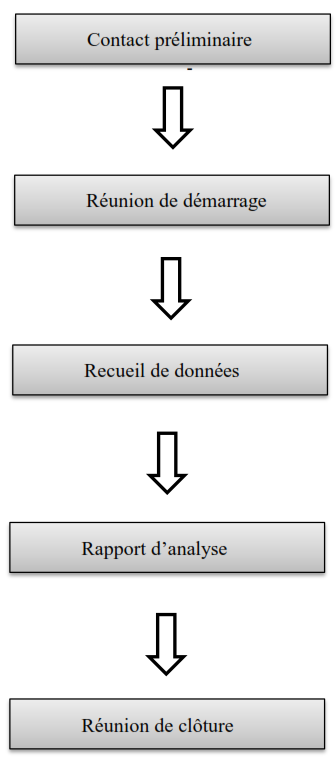 Contact préliminaire
-
Réunion de démarrage
Recueil de données
Rapport d’analyse
Réunion de clôture